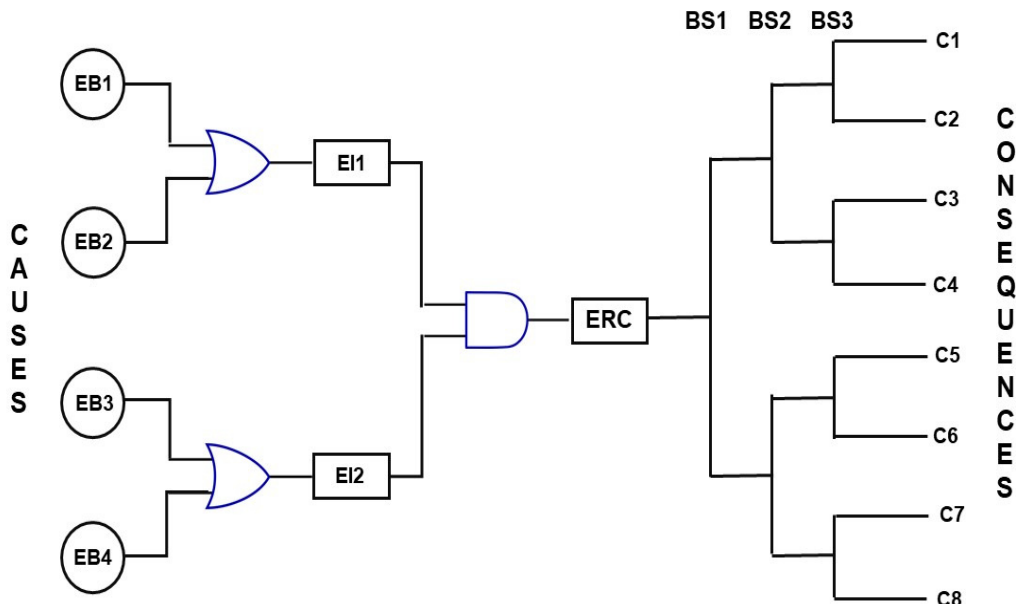 BS1 BS2 BS3
CAUSES
EB1
EB2
EB3
EB4
EI1
EI2
ERC
C1
C2
C3
C4
C5
C6
C7
C8
CONSEQUENCES